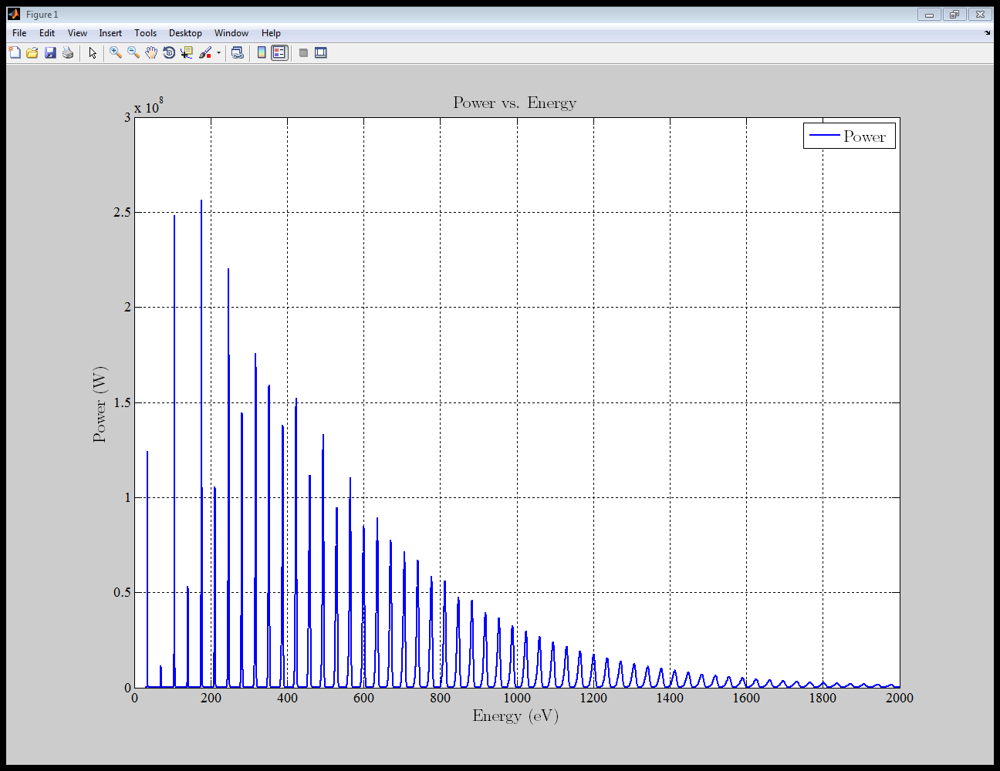 Figure 1
File Edit View Insert Tools Desktop Window Help
Power vs. Energy
x 10^8
Power
3
2.5
2
1.5
1
0.5
0
Power (W)
0 200 400 600 800 1000 1200 1400 1600 1800 2000
Energy (eV)